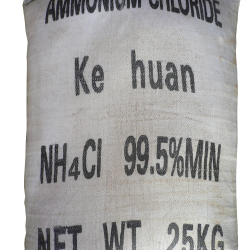 AMMONIUM CHLORIDE
Ke huan
NH4Cl 99.5%MIN
NET WT 25KG